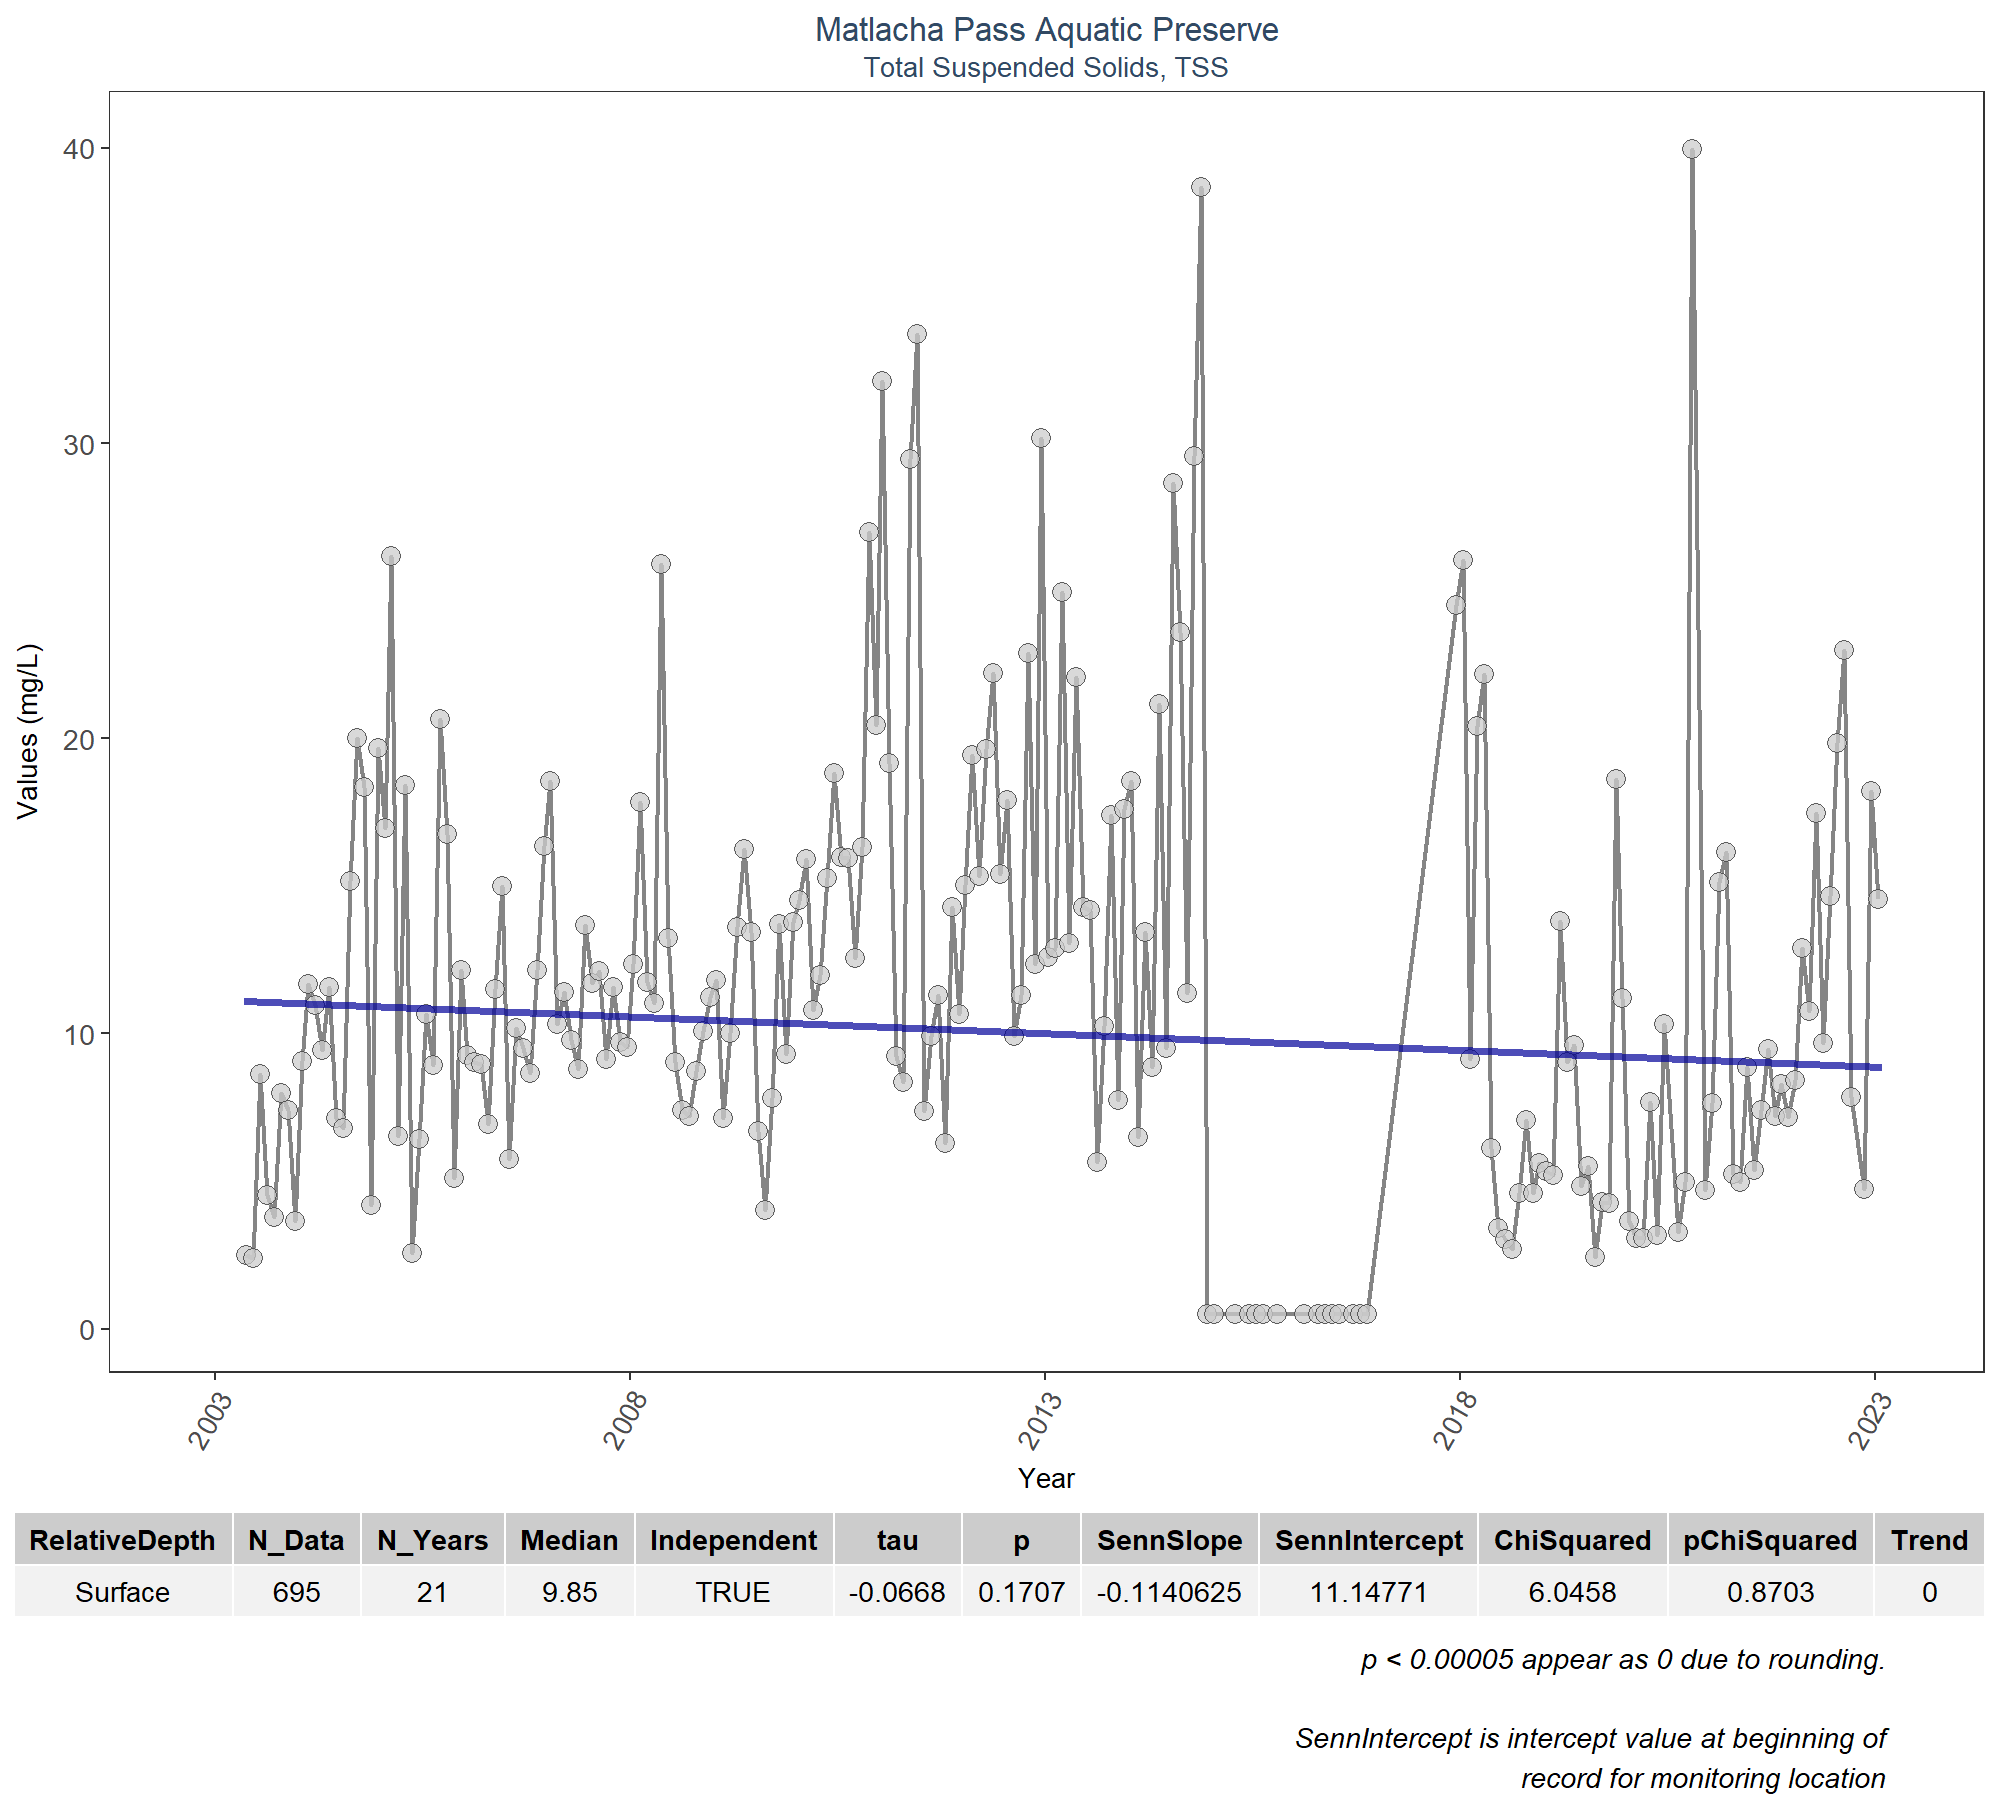 Matlacha Pass Aquatic Preserve
Total Suspended Solids, TSS
Values (mg/L)
40
30
20
10
0
2003 2008 2013 2018 2023
Year
RelativeDepth N_Data N_Years Median Independent tau p SennSlope SennIntercept ChiSquared pChiSquared Trend
Surface 695 21 9.85 TRUE -0.0668 0.1707 -0.1140625 11.14771 6.0458 0.8703 0
p < 0.00005 appear as 0 due to rounding.
SennIntercept is intercept value at beginning of
record for monitoring location